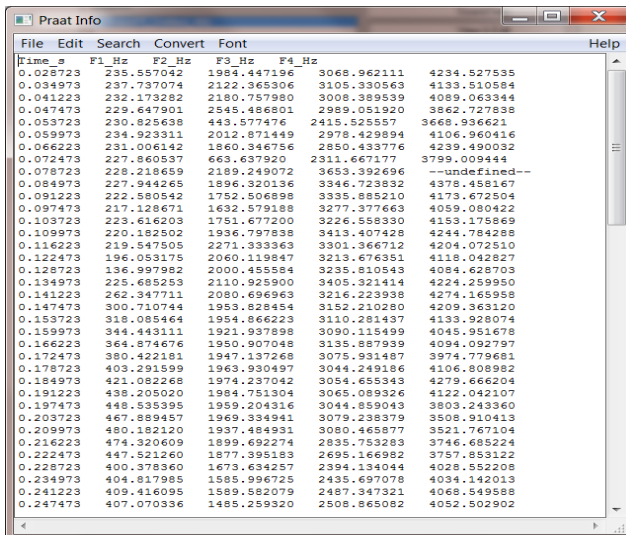 Praat Info
File Edit Search Convert Font Help
Time_s F1_Hz F2_Hz F3_Hz F4_Hz
0.028723 235.557042 1984.447196 3068.962111 4234.527535
0.034973 237.737074 2122.365306 3105.330563 4133.510584
0.041223 232.173282 2180.757980 3008.389539 4089.063344
0.047473 229.647901 2545.486801 2989.051920 3862.727838
0.053723 230.825638 443.577476 2415.525557 3668.936621
0.059973 234.923311 2012.871449 2978.429894 4106.960416
0.066223 231.006142 1860.346756 2850.433776 4239.490032
0.072473 227.860537 663.637920 2311.667177 3799.009444
0.078723 228.218659 2189.249072 3653.392696 --undefined--
0.084973 227.944265 1896.320136 3346.723832 4378.458167
0.091223 222.580542 1752.506898 3335.885210 4173.672504
0.097473 217.128671 1632.579188 3277.377663 4059.080422
0.103723 223.616203 1751.677200 3226.558330 4153.175869
0.109973 220.182502 1936.797838 3413.407428 4244.784288
0.116223 219.547505 2271.333363 3301.366712 4204.072510
0.122473 196.053175 2060.119847 3213.676351 4118.042827
0.128723 136.997982 2000.455584 3235.810543 4084.628703
0.134973 225.685253 2110.925900 3405.321414 4224.259950
0.141223 262.347711 2080.696963 3216.223938 4274.165958
0.147473 300.710744 1953.828454 3152.210280 4209.363120
0.153723 318.085464 1954.866223 3110.281437 4133.928074
0.159973 344.443111 1921.937898 3090.115499 4045.951678
0.166223 364.874676 1950.907048 3135.887939 4094.092797
0.172473 380.422181 1947.137268 3075.931487 3974.779681
0.178723 403.291599 1963.930497 3044.249186 4106.808982
0.184973 421.082268 1974.237042 3054.655343 4279.666204
0.191223 438.205020 1984.751304 3065.089326 4122.042107
0.197473 448.535395 1959.204316 3044.859043 3803.243360
0.203723 467.889457 1969.334941 3079.238379 3508.910413
0.209973 480.182120 1937.484931 3080.465877 3521.767104
0.216223 474.320609 1899.692274 2835.753283 3746.685224
0.222473 447.521260 1877.395183 2695.166982 3757.853122
0.228723 400.378360 1673.634257 2394.134044 4028.552208
0.234973 404.817985 1585.996725 2435.697078 4034.142013
0.241223 409.416095 1589.582079 2487.347321 4068.549588
0.247473 407.070336 1485.259320 2508.865082 4052.502902